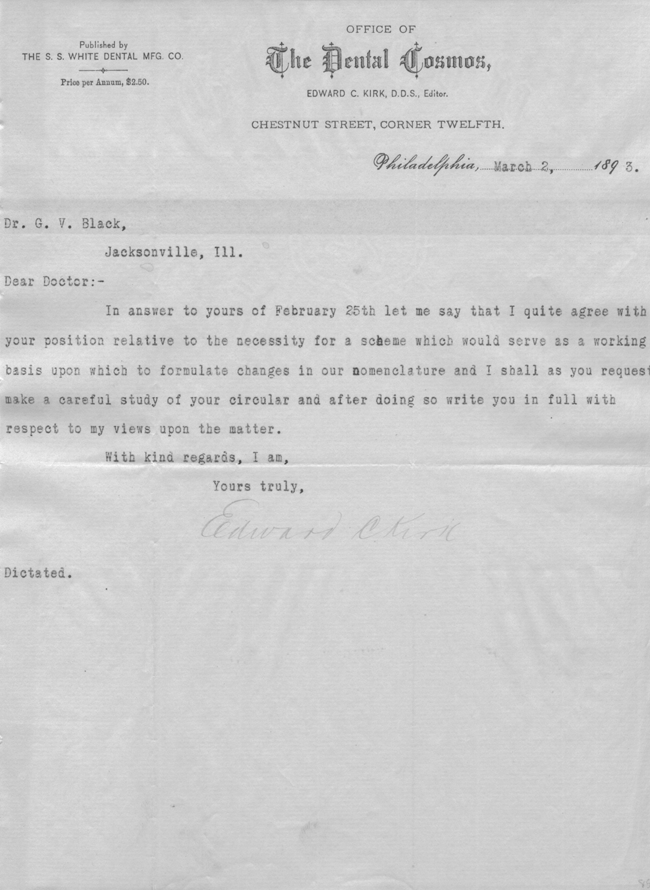 Published by
THE S. S. WHITE DENTAL MFG. CO.
Price per Annum, $2.50.
OFFICE OF
The Dental Cosmos,
EDWARD C. KIRK, D.D.S., Editor.
CHESTNUT STREET, CORNER TWELFTH.
Philadelphia, March 2, 1893.
Dr. G. V. Black,
Jacksonville, Ill.
Dear Doctor:-
In answer to yours of February 25th let me say that I quite agree with
your position relative to the necessity for a scheme which would serve as a working
basis upon which to formulate changes in our nomenclature and I shall as you request
make a careful study of your circular and after doing so write you in full with
respect to my views upon the matter.
With kind regards, I am,
Yours truly,
Edward C. Kirk
Dictated.